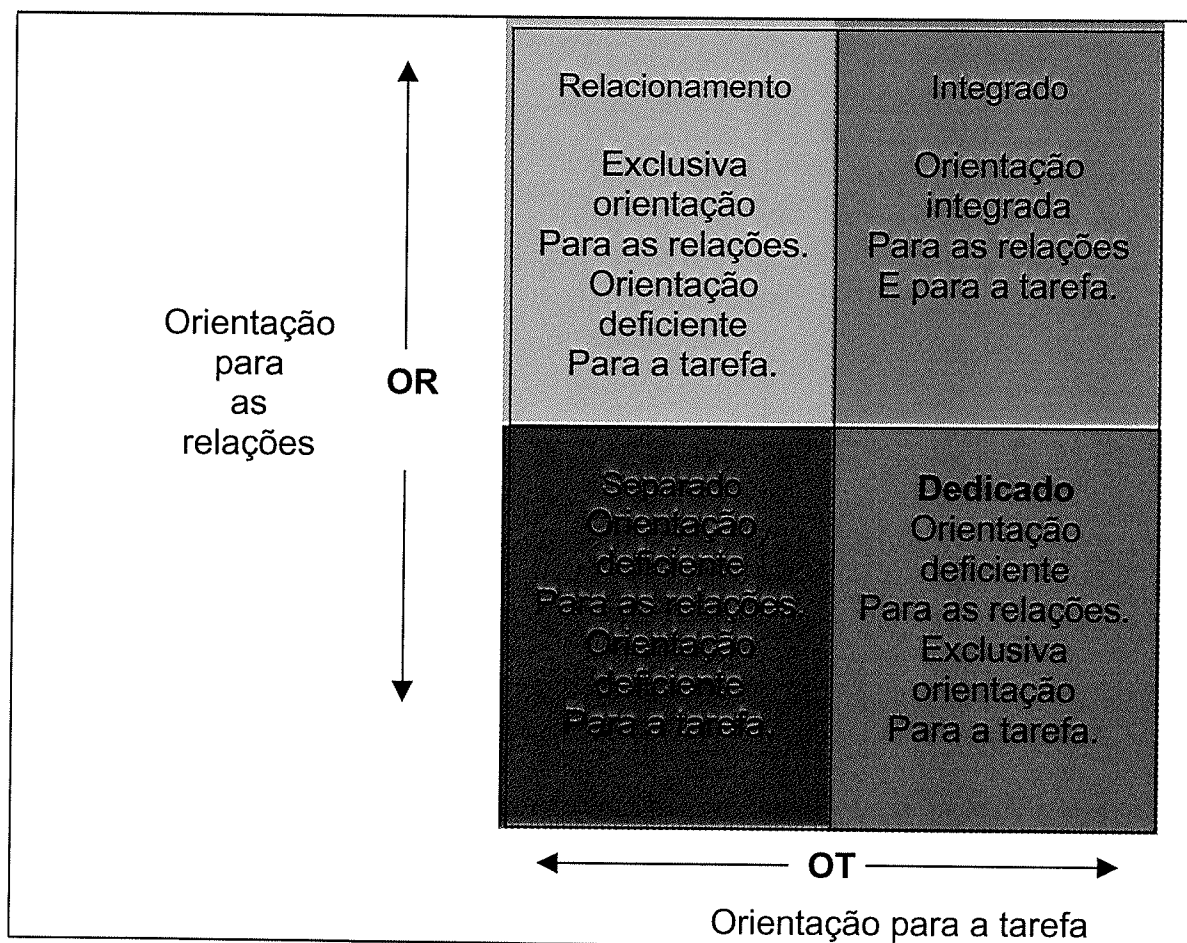 Relacionamento
Exclusiva
orientação
Para as relações.
Orientação
deficiente
Para a tarefa.
Integrado
Orientação
integrada
Para as relações
E para a tarefa.
Orientação
para
as
relações
OR
Separado
Orientação
deficiente
Para as relações.
Orientação
deficiente
Para a tarefa.
Dedicado
Orientação
deficiente
Para as relações.
Exclusiva
orientação
Para a tarefa.
OT
Orientação para a tarefa